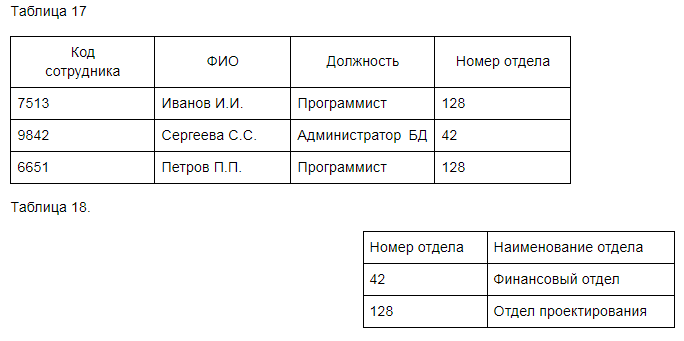 Таблица 17
Код сотрудника ФИО Должность Номер отдела
7513 Иванов И.И. Программист 128
9842 Сергеева С.С. Администратор БД 42
6651 Петров П.П. Программист 128
Таблица 18.
Номер отдела Наименование отдела
42 Финансовый отдел
128 Отдел проектирования